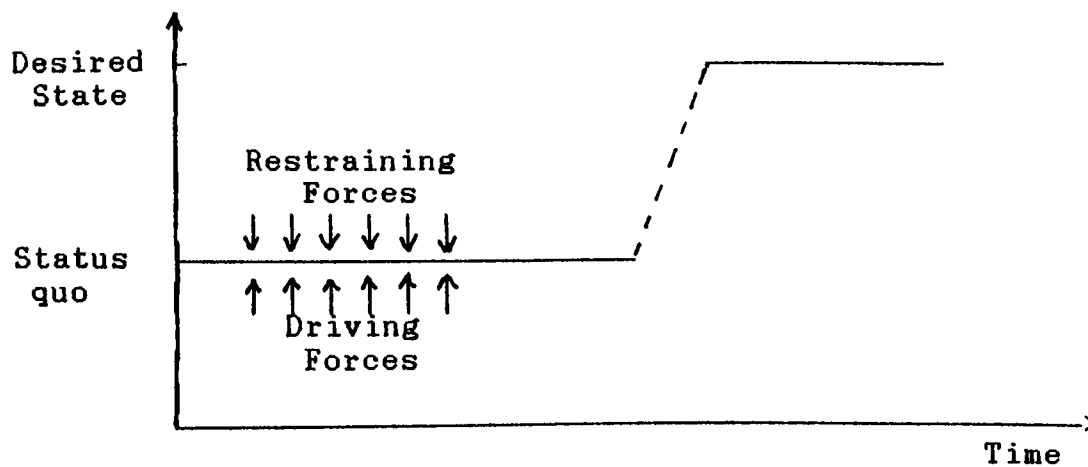 Desired
State
Restraining
Forces
Status
quo
Driving
Forces
Time